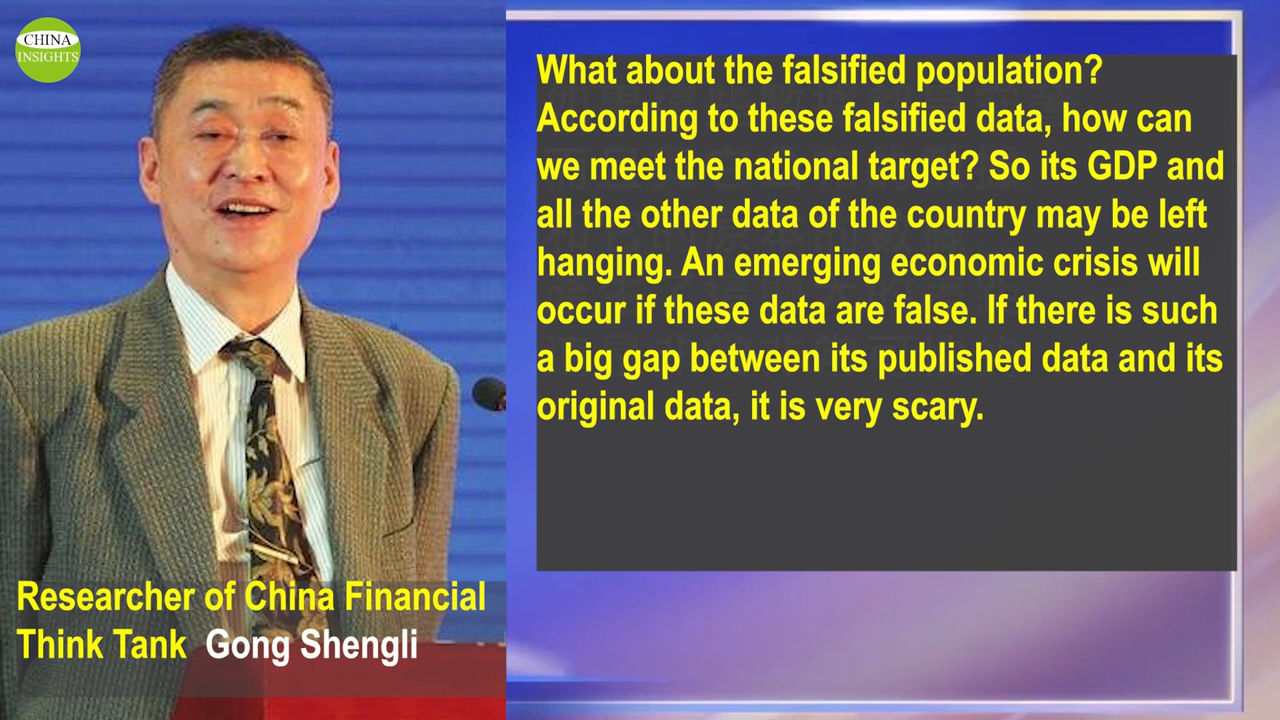 CHINA
INSIGHTS
What about the falsified population?
According to these falsified data, how can
we meet the national target? So its GDP and
all the other data of the country may be left
hanging. An emerging economic crisis will
occur if these data are false. If there is such
a big gap between its published data and its
original data, it is very scary.
Researcher of China Financial
Think Tank Gong Shengli